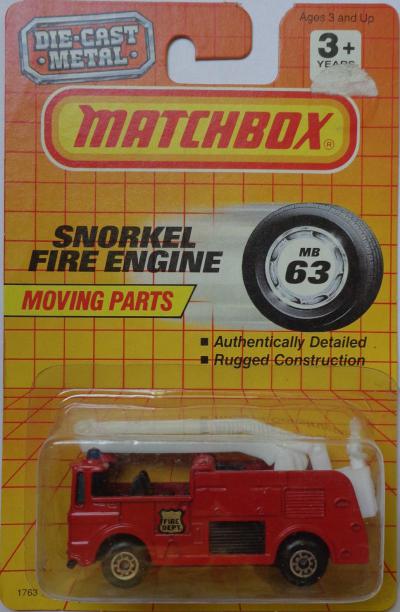 DIE-CAST
METAL
Ages 3 and Up
3+
YEARS
MATCHBOX®
SNORKEL
FIRE ENGINE
MB
63
MOVING PARTS
■ Authentically Detailed
■ Rugged Construction
FIRE
DEPT.
1763